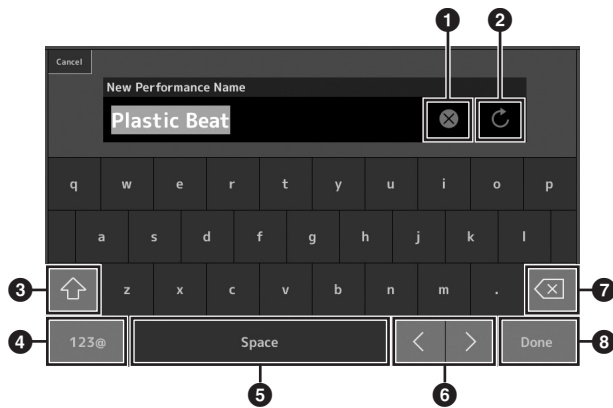 1 2
Cancel
New Performance Name
Plastic Beat
q w e r t y u i o p
a s d f g h j k l
3 z x c v b n m . 7
4 123@ Space < > Done 8
5 6